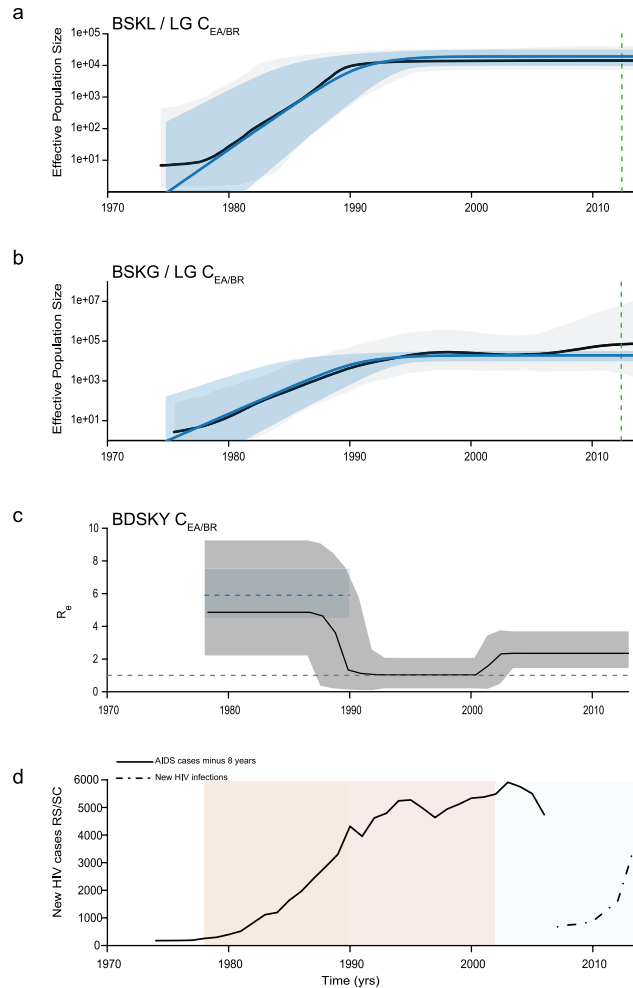 a
BSKL / LG C_EA/BR
Effective Population Size
1e+05
1e+04
1e+03
1e+02
1e+01
1970
1980
1990
2000
2010
b
BSKG / LG C_EA/BR
Effective Population Size
1e+07
1e+05
1e+03
1e+01
1970
1980
1990
2000
2010
c
BDSKY C_EA/BR
R_e
10
8
6
4
2
0
1970
1980
1990
2000
2010
d
AIDS cases minus 8 years
New HIV infections
New HIV cases RS/SC
6000
5000
4000
3000
2000
1000
0
1970
1980
1990
2000
2010
Time (yrs)